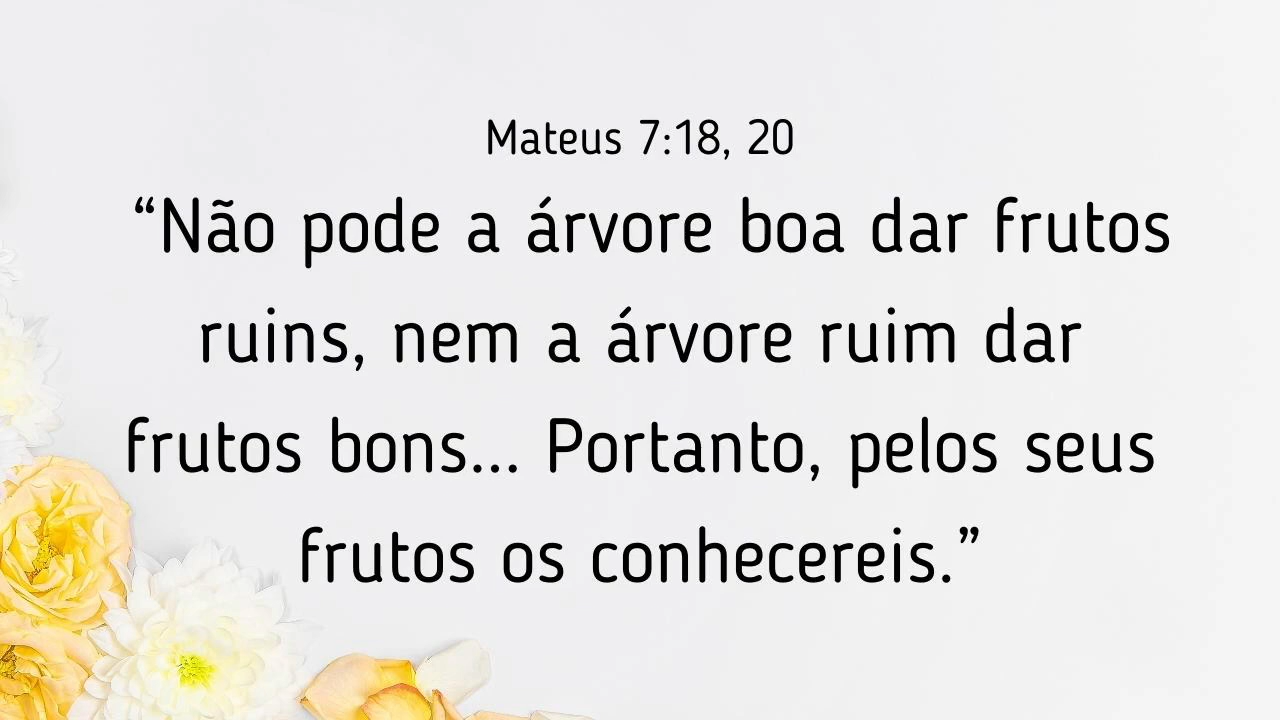 Mateus 7:18, 20
“Não pode a árvore boa dar frutos
ruins, nem a árvore ruim dar
frutos bons... Portanto, pelos seus
frutos os conhecereis.”